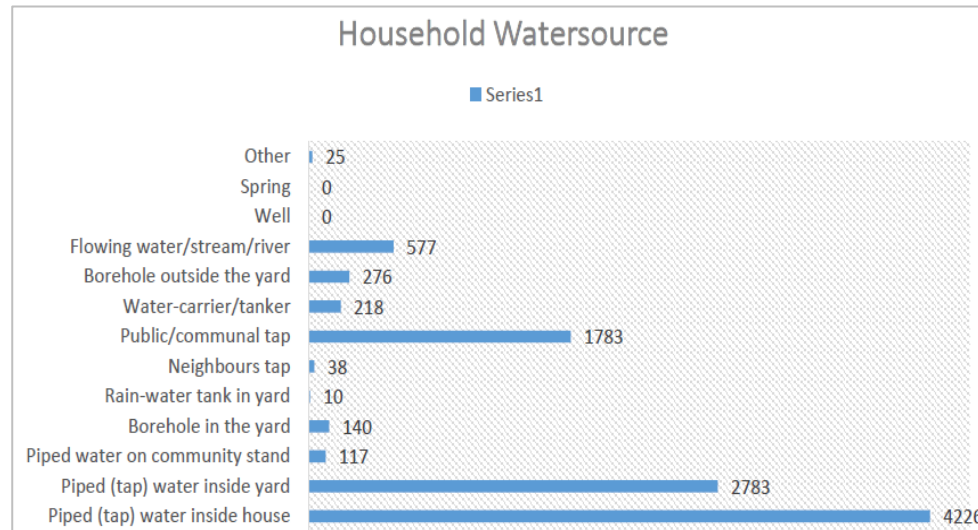 Household Watersource
Series1
Other 25
Spring 0
Well 0
Flowing water/stream/river 577
Borehole outside the yard 276
Water-carrier/tanker 218
Public/communal tap 1783
Neighbours tap 38
Rain-water tank in yard 10
Borehole in the yard 140
Piped water on community stand 117
Piped (tap) water inside yard 2783
Piped (tap) water inside house 4226